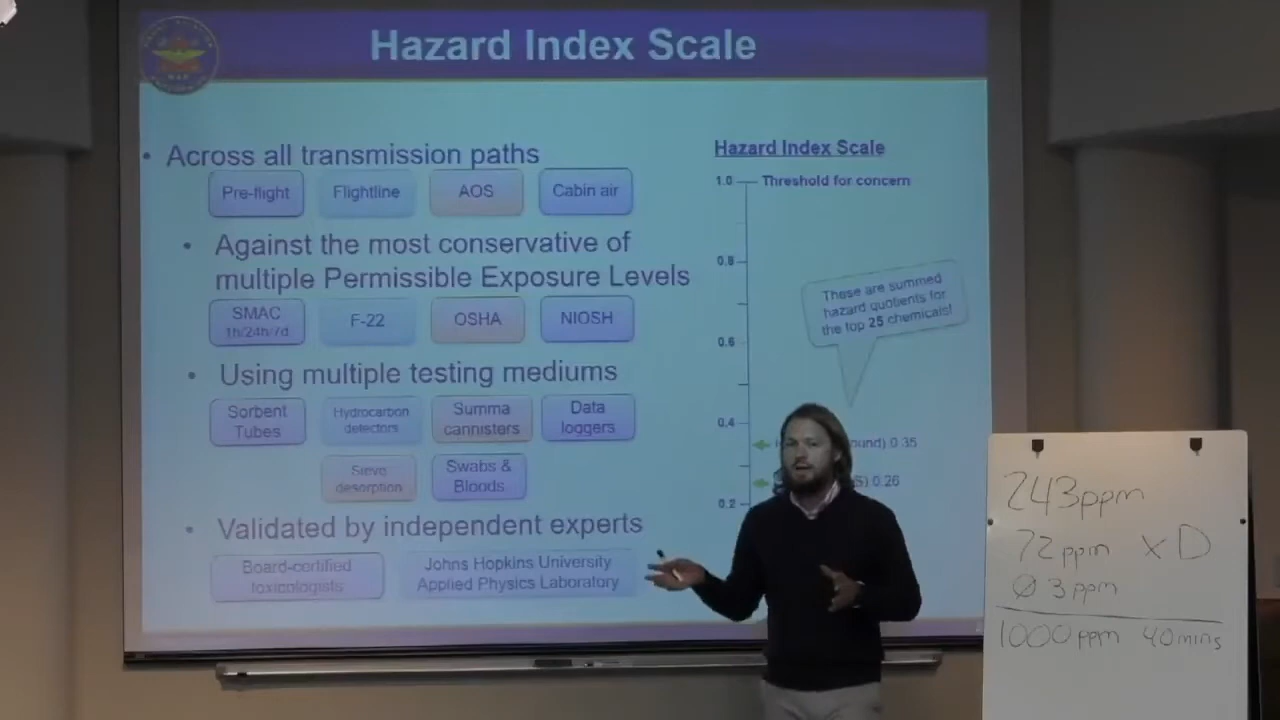 Hazard Index Scale
• Across all transmission paths
Pre-flight
Flightline
AOS
Cabin air
• Against the most conservative of
multiple Permissible Exposure Levels
SMAC
1h/24h/7d
F-22
OSHA
NIOSH
• Using multiple testing mediums
Sorbent
Tubes
Hydrocarbon
detectors
Summa
cannisters
Data
loggers
Sieve
desorption
Swabs &
Bloods
• Validated by independent experts
Board-certified
toxicologists
Johns Hopkins University
Applied Physics Laboratory
Hazard Index Scale
1.0
Threshold for concern
0.8
These are summed
hazard quotients for
the top 25 chemicals!
0.6
0.4
0.35
0.26
0.2
243ppm
72ppm X D
Ø 3ppm
1000ppm 40mins